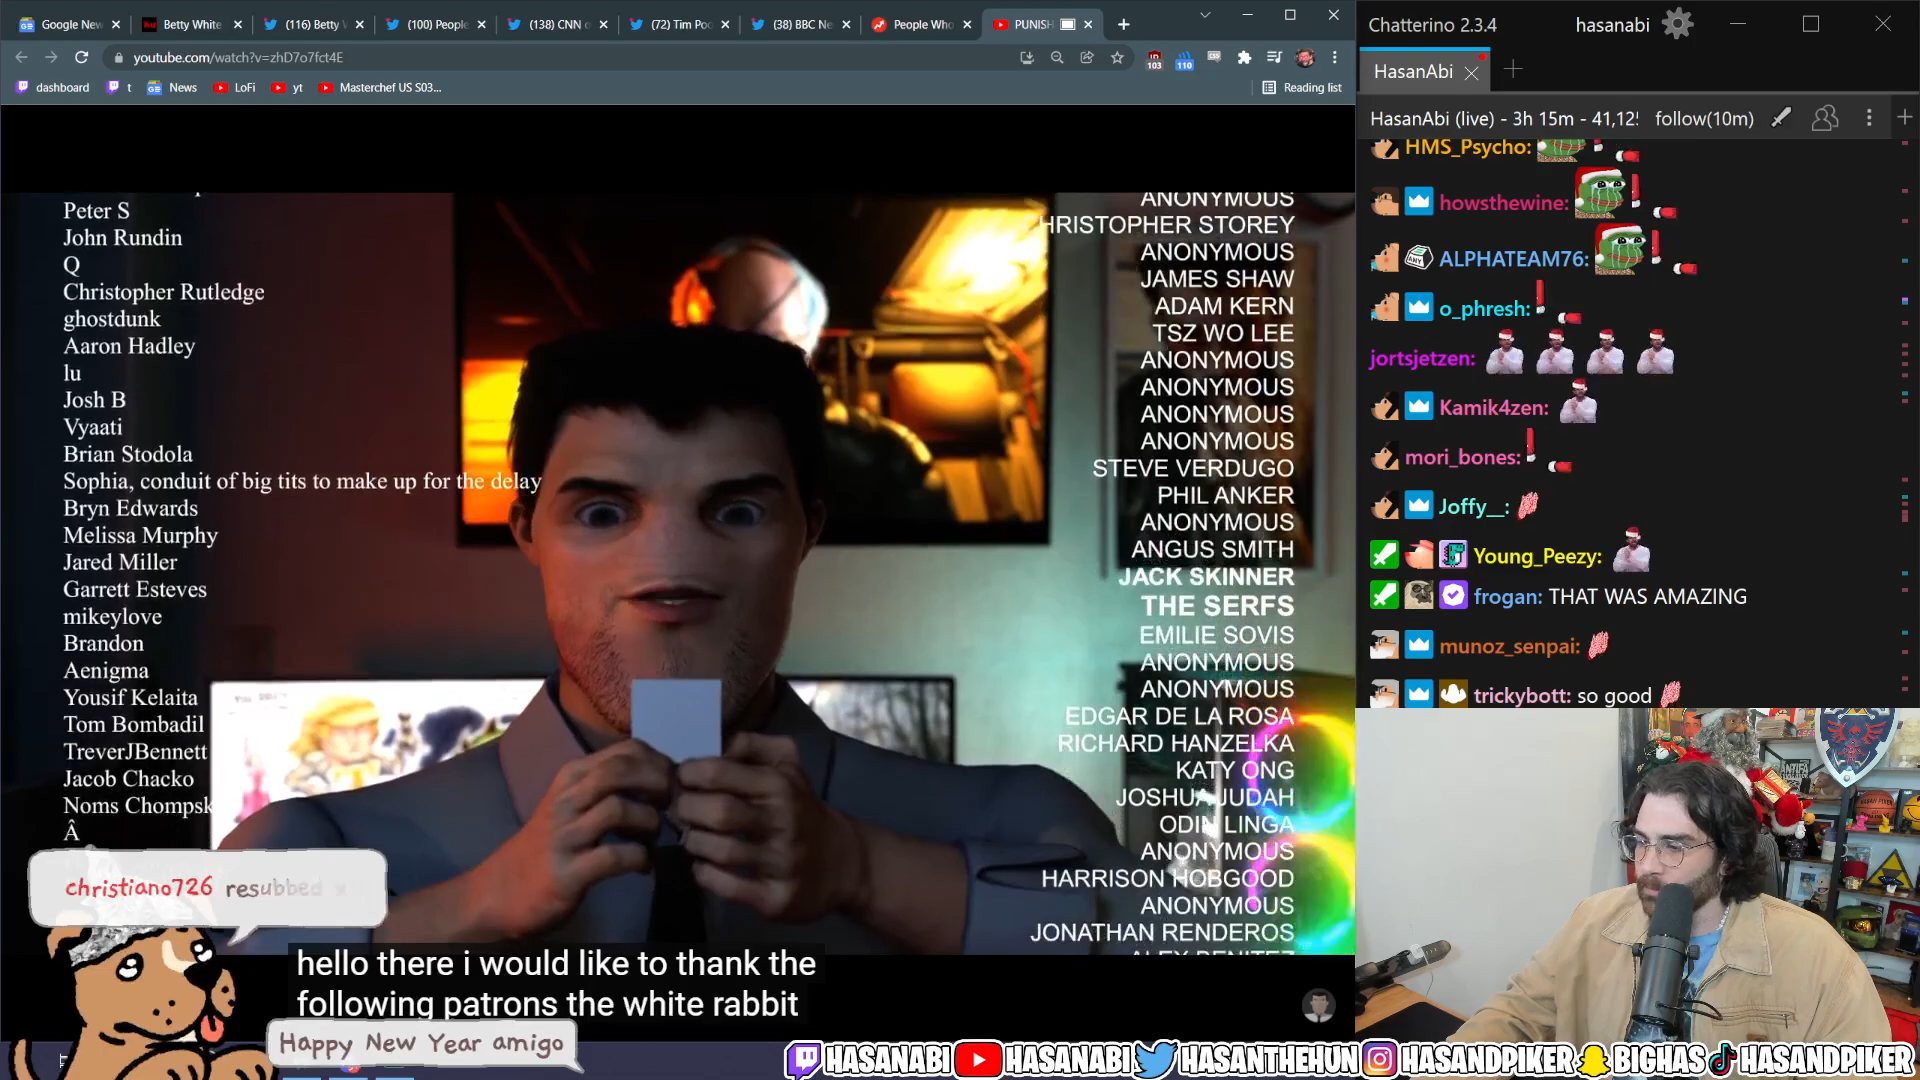 Google New
Betty White
(116) Betty W
(100) People
(138) CNN o
(72) Tim Poo
(38) BBC Ne
People Who
PUNISH
youtube.com/watch?v=zhD7o7fct4E
103
110
dashboard
t
News
LoFi
yt
Masterchef US S03...
Reading list
Peter S
John Rundin
Q
Christopher Rutledge
ghostdunk
Aaron Hadley
lu
Josh B
Vyaati
Brian Stodola
Sophia, conduit of big tits to make up for the delay
Bryn Edwards
Melissa Murphy
Jared Miller
Garrett Esteves
mikeylove
Brandon
Aenigma
Yousif Kelaita
Tom Bombadil
TreverJBennett
Jacob Chacko
Noms Chompsk
Â
ANONYMOUS
HRISTOPHER STOREY
ANONYMOUS
JAMES SHAW
ADAM KERN
TSZ WO LEE
ANONYMOUS
ANONYMOUS
ANONYMOUS
ANONYMOUS
STEVE VERDUGO
PHIL ANKER
ANONYMOUS
ANGUS SMITH
JACK SKINNER
THE SERFS
EMILIE SOVIS
ANONYMOUS
ANONYMOUS
EDGAR DE LA ROSA
RICHARD HANZELKA
KATY ONG
JOSHUA JUDAH
ODIN LINGA
ANONYMOUS
HARRISON HOBGOOD
ANONYMOUS
JONATHAN RENDEROS
ALEX BENITEZ
christiano726 resubbed x
hello there i would like to thank the
following patrons the white rabbit
Happy New Year amigo
Chatterino 2.3.4
hasanabi
HasanAbi
HasanAbi (live) - 3h 15m - 41,125
follow(10m)
HMS_Psycho:
howsthewine:
ALPHATEAM76:
o_phresh:
jortsjetzen:
Kamik4zen:
mori_bones:
Joffy__:
Young_Peezy:
frogan: THAT WAS AMAZING
munoz_senpai:
trickybott: so good
ANTIFA
HASANABI
HASANABI
HASANTHEHUN
HASANDPIKER
BIGHAS
HASANDPIKER